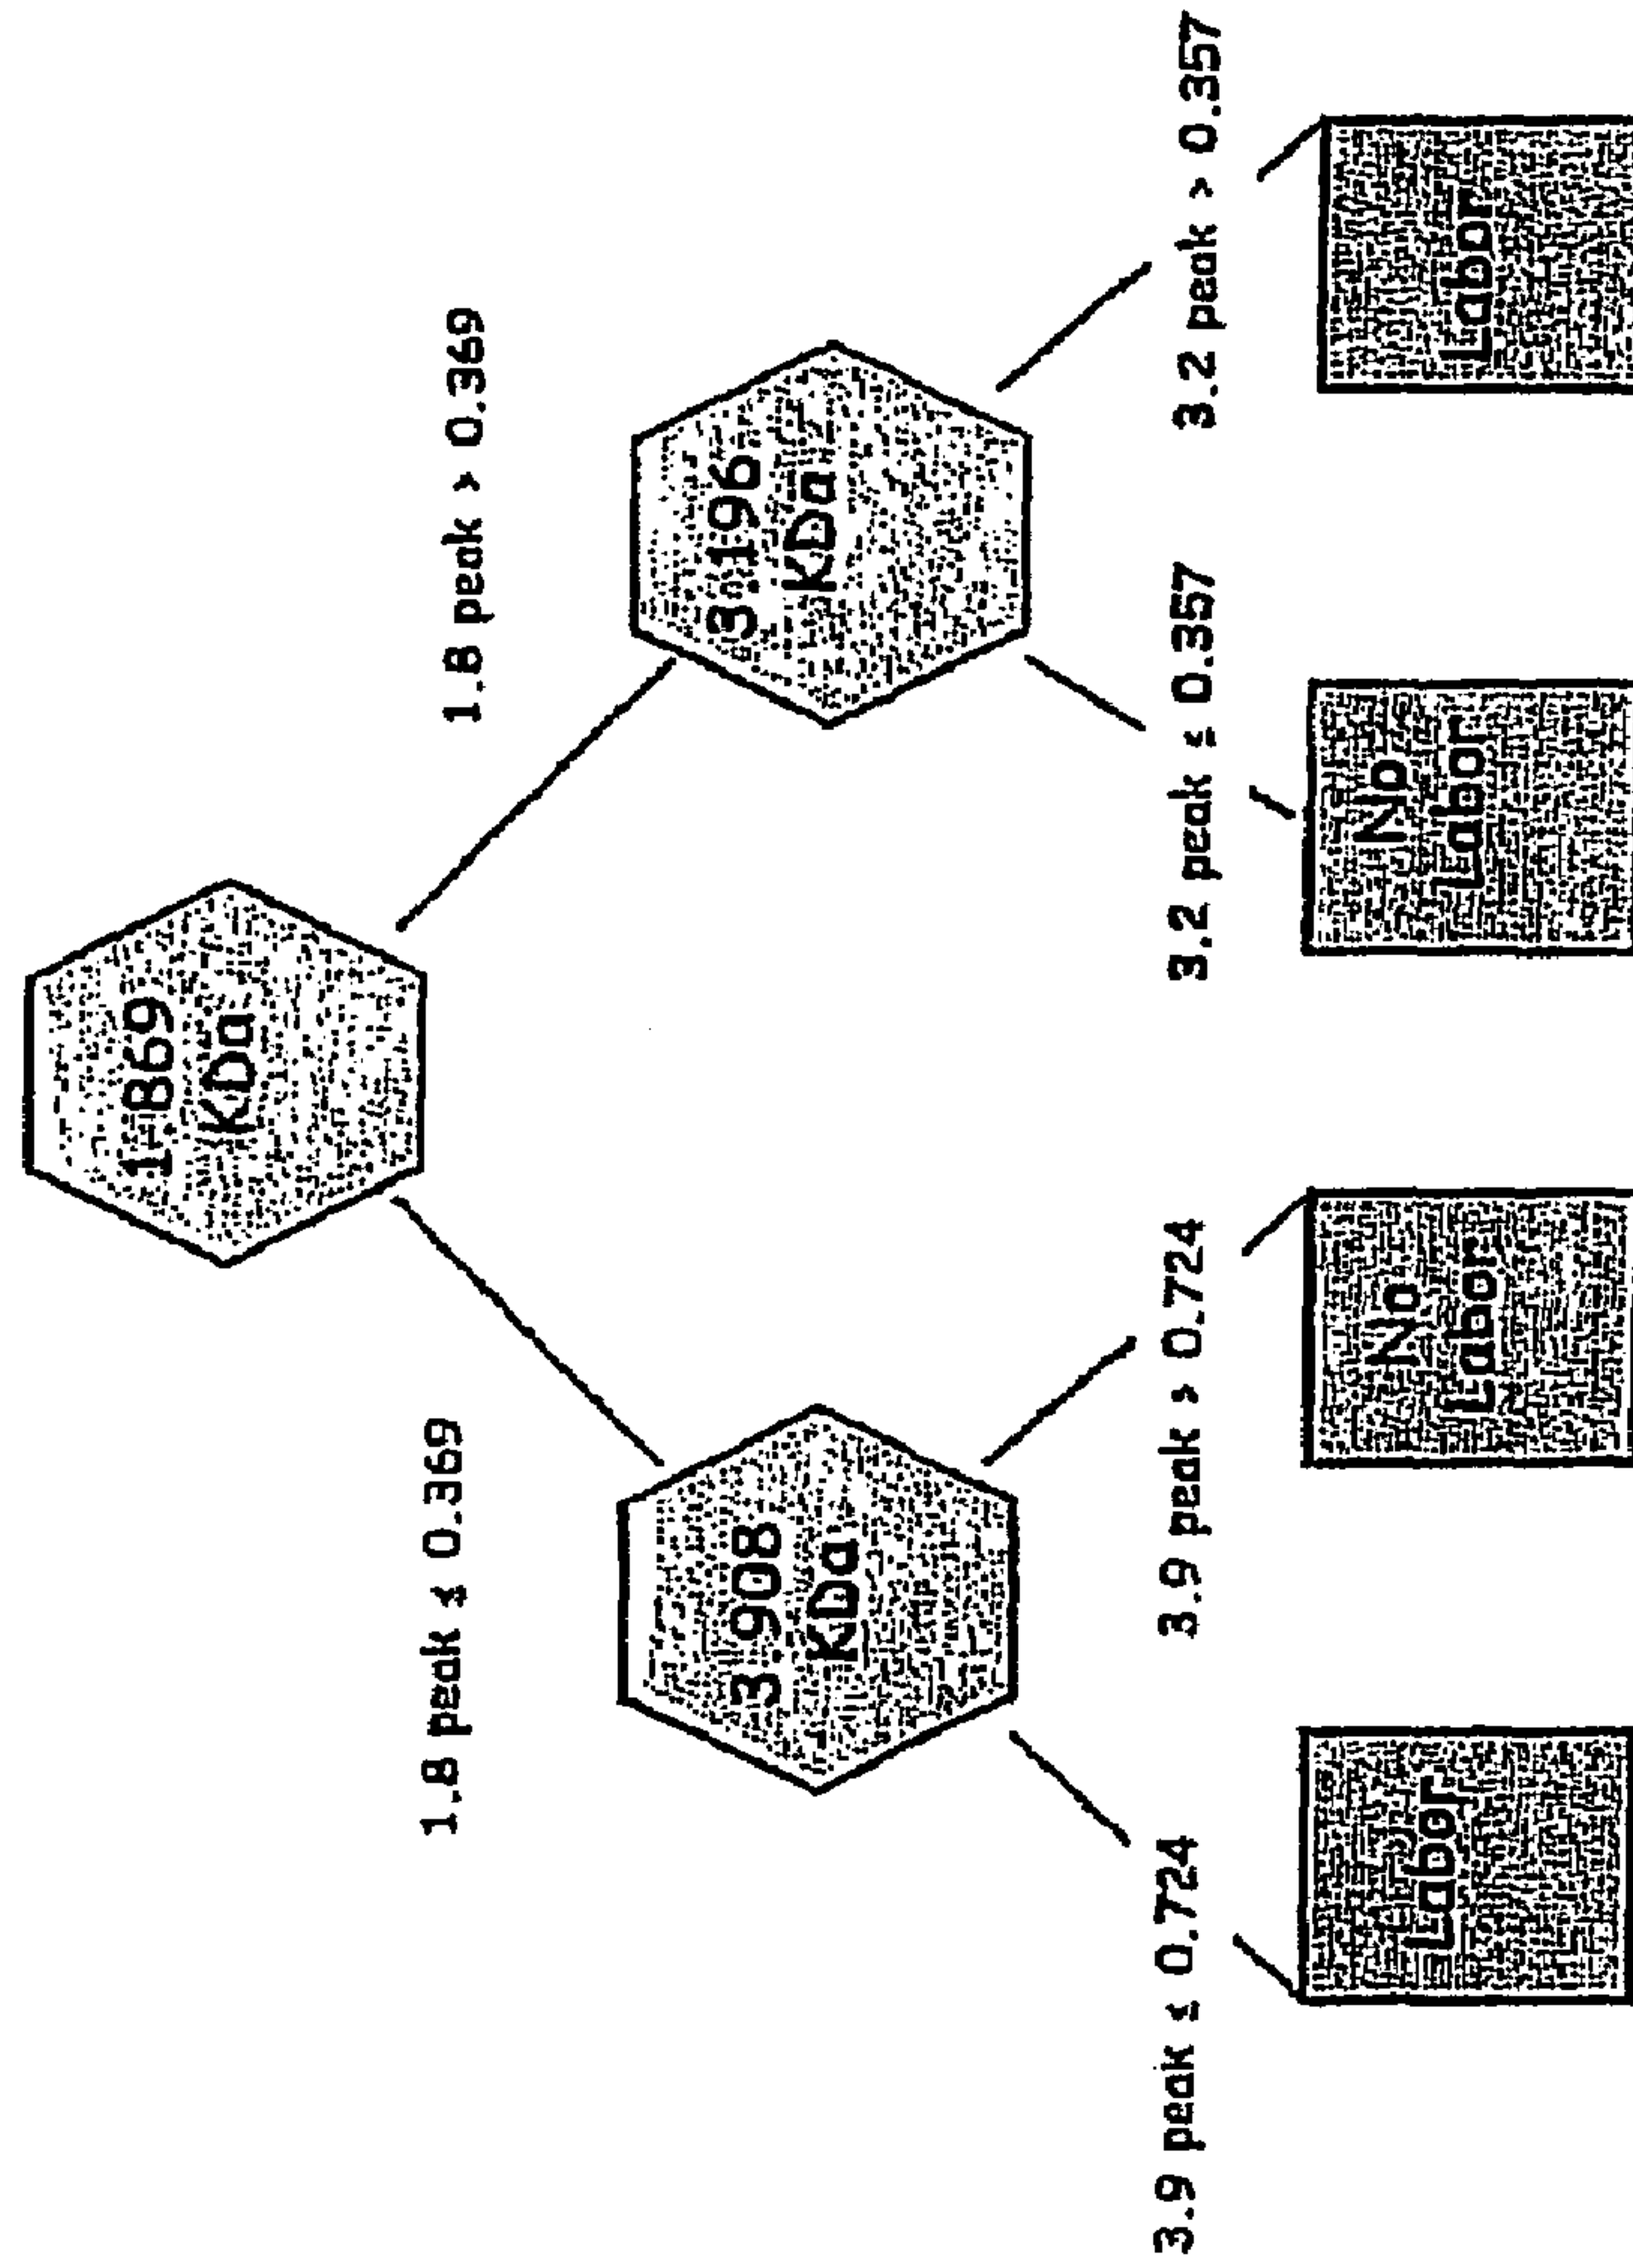 1.869
KDa
1.8 peak ≤ 0.369
1.8 peak > 0.369
3.908
KDa
3.196
KDa
3.9 peak ≤ 0.724
3.9 peak > 0.724
3.2 peak ≤ 0.357
3.2 peak > 0.357
Labor
No
Labor
No
Labor
Labor